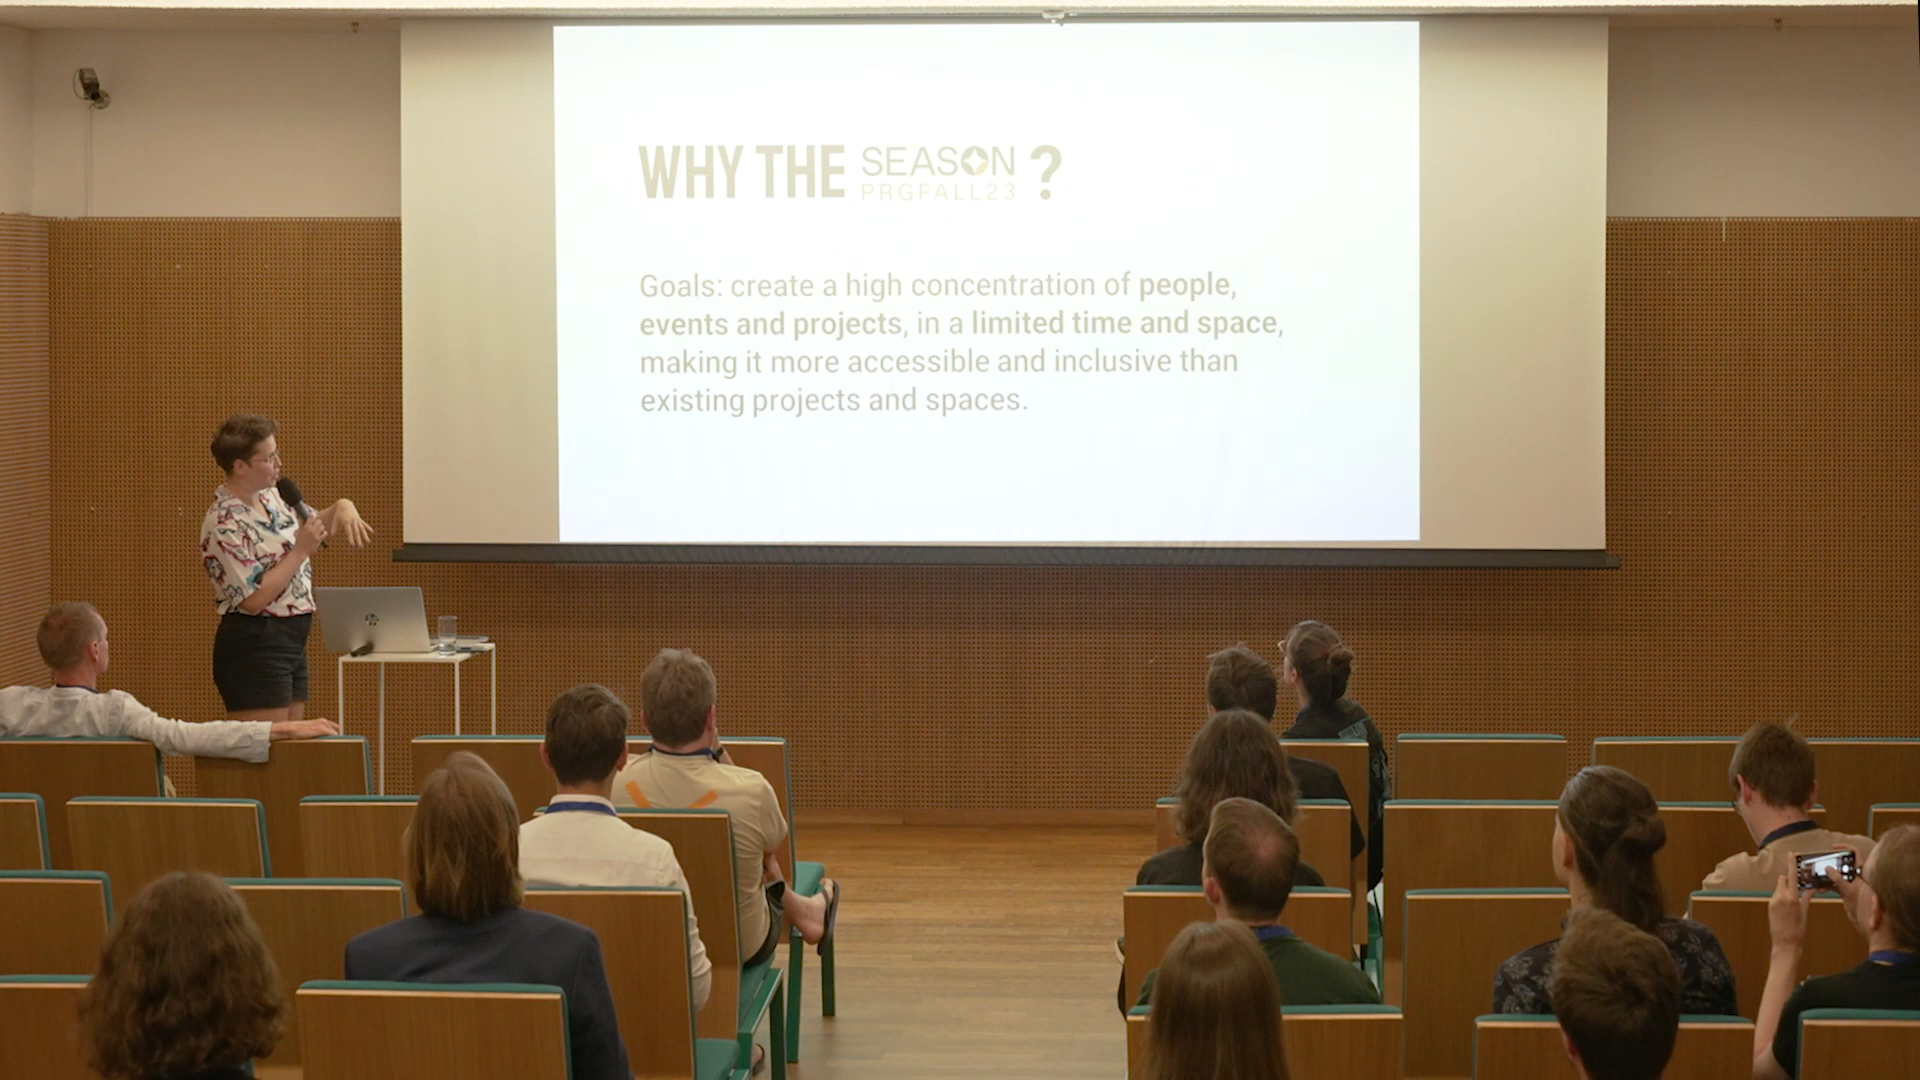 WHY THE SEASON ?
PRGFALL23
Goals: create a high concentration of people,
events and projects, in a limited time and space,
making it more accessible and inclusive than
existing projects and spaces.
hp